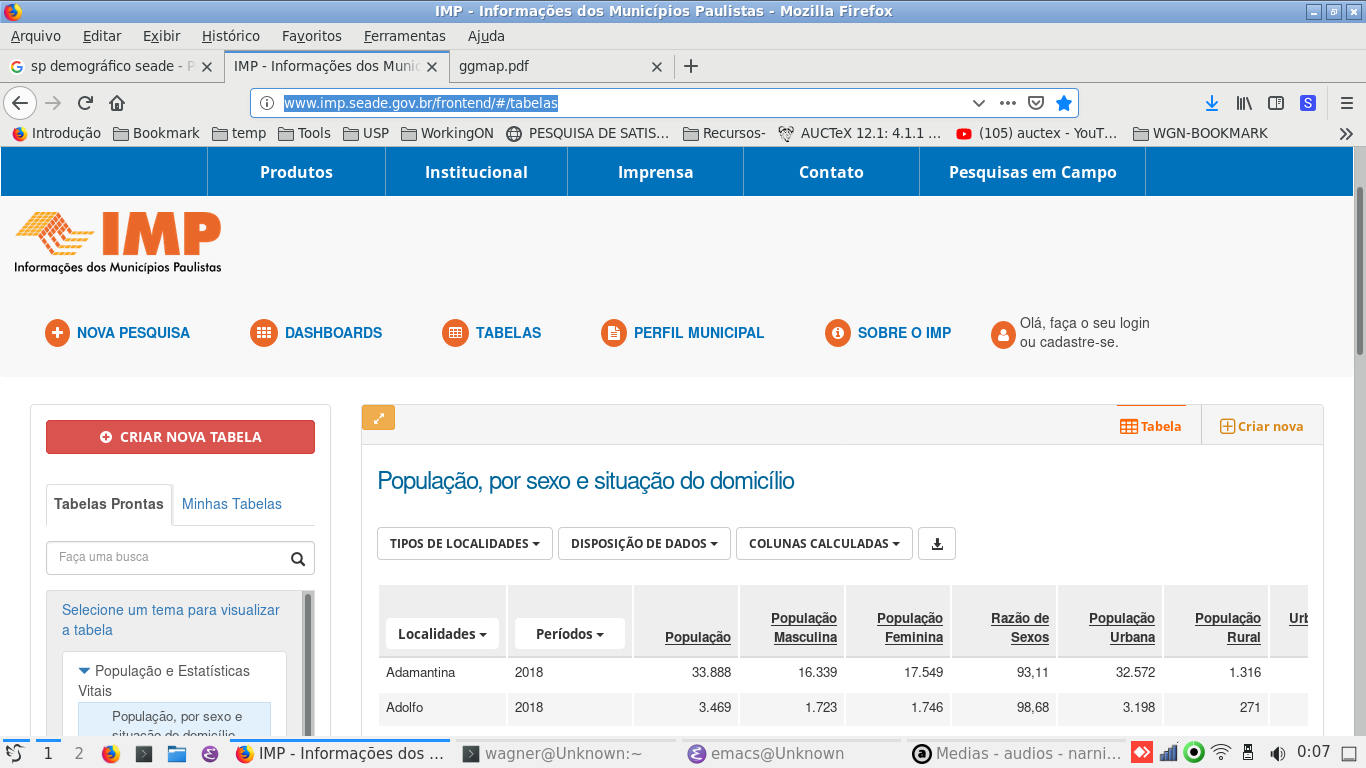 IMP - Informações dos Municípios Paulistas - Mozilla Firefox
Arquivo Editar Exibir Histórico Favoritos Ferramentas Ajuda
sp demográfico seade - P IMP - Informações dos Munic ggmap.pdf
www.imp.seade.gov.br/frontend/#/tabelas
Introdução Bookmark temp Tools USP WorkingON PESQUISA DE SATIS... Recursos- AUCTeX 12.1: 4.1.1 ... (105) auctex - YouT... WGN-BOOKMARK
Produtos Institucional Imprensa Contato Pesquisas em Campo
IMP
Informações dos Municípios Paulistas
NOVA PESQUISA DASHBOARDS TABELAS PERFIL MUNICIPAL SOBRE O IMP Olá, faça o seu login
ou cadastre-se.
CRIAR NOVA TABELA
Tabelas Prontas Minhas Tabelas
Faça uma busca
Selecione um tema para visualizar
a tabela
População e Estatísticas
Vitais
População, por sexo e
situação do domicílio
Tabela Criar nova
População, por sexo e situação do domicílio
TIPOS DE LOCALIDADES DISPOSIÇÃO DE DADOS COLUNAS CALCULADAS
Localidades Períodos População População Masculina População Feminina Razão de Sexos População Urbana População Rural Urb
Adamantina 2018 33.888 16.339 17.549 93,11 32.572 1.316
Adolfo 2018 3.469 1.723 1.746 98,68 3.198 271
1 2 IMP - Informações dos ... wagner@Unknown:~ emacs@Unknown Medias - audios - narni... 0:07